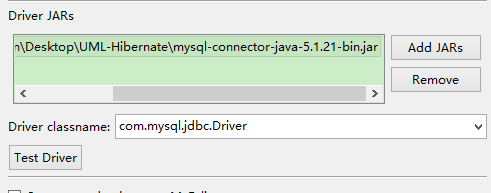 Driver JARs
n\Desktop\UML-Hibernate\mysql-connector-java-5.1.21-bin.jar
Add JARs
Remove
Driver classname:
com.mysql.jdbc.Driver
Test Driver